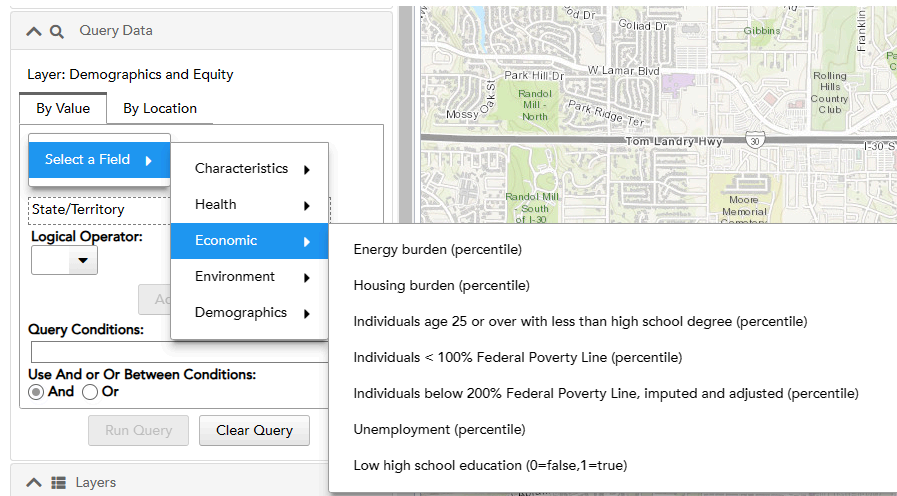 Query Data
Layer: Demographics and Equity
By Value
By Location
Select a Field
State/Territory
Logical Operator:
Query Conditions:
Use And or Or Between Conditions:
And
Or
Run Query
Clear Query
Layers
Characteristics
Health
Economic
Environment
Demographics
Energy burden (percentile)
Housing burden (percentile)
Individuals age 25 or over with less than high school degree (percentile)
Individuals < 100% Federal Poverty Line (percentile)
Individuals below 200% Federal Poverty Line, imputed and adjusted (percentile)
Unemployment (percentile)
Low high school education (0=false,1=true)
Goliad Dr
Gibbins
Franklin
W Lamar Blvd
Park Hill Dr
Randol
Mill -
North
Mossy Oak St
Park Ridge Ter
Rolling
Hills
Country
Club
Tom Landry Hwy
30
I-30 S
Randol Mill
- South
of I-30
Moore
Memorial